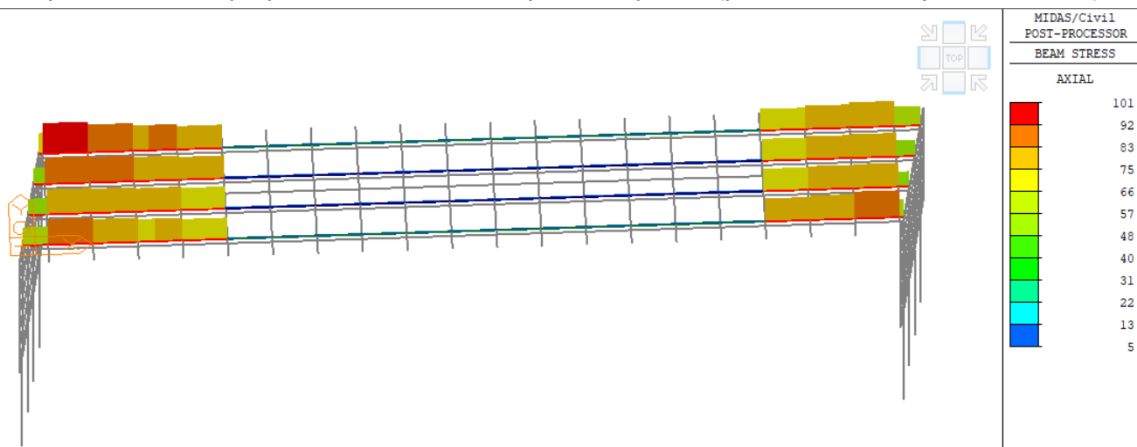 MIDAS/Civil
POST-PROCESSOR
BEAM STRESS
AXIAL
TOP
101
92
83
75
66
57
48
40
31
22
13
5